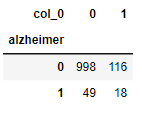 col_0 0 1
alzheimer
0 998 116
1 49 18